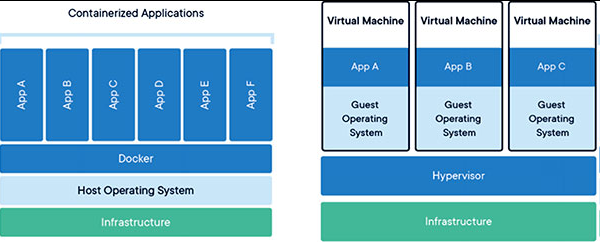 Containerized Applications
App A
App B
App C
App D
App E
App F
Docker
Host Operating System
Infrastructure
Virtual Machine
App A
Guest
Operating
System
Virtual Machine
App B
Guest
Operating
System
Virtual Machine
App C
Guest
Operating
System
Hypervisor
Infrastructure